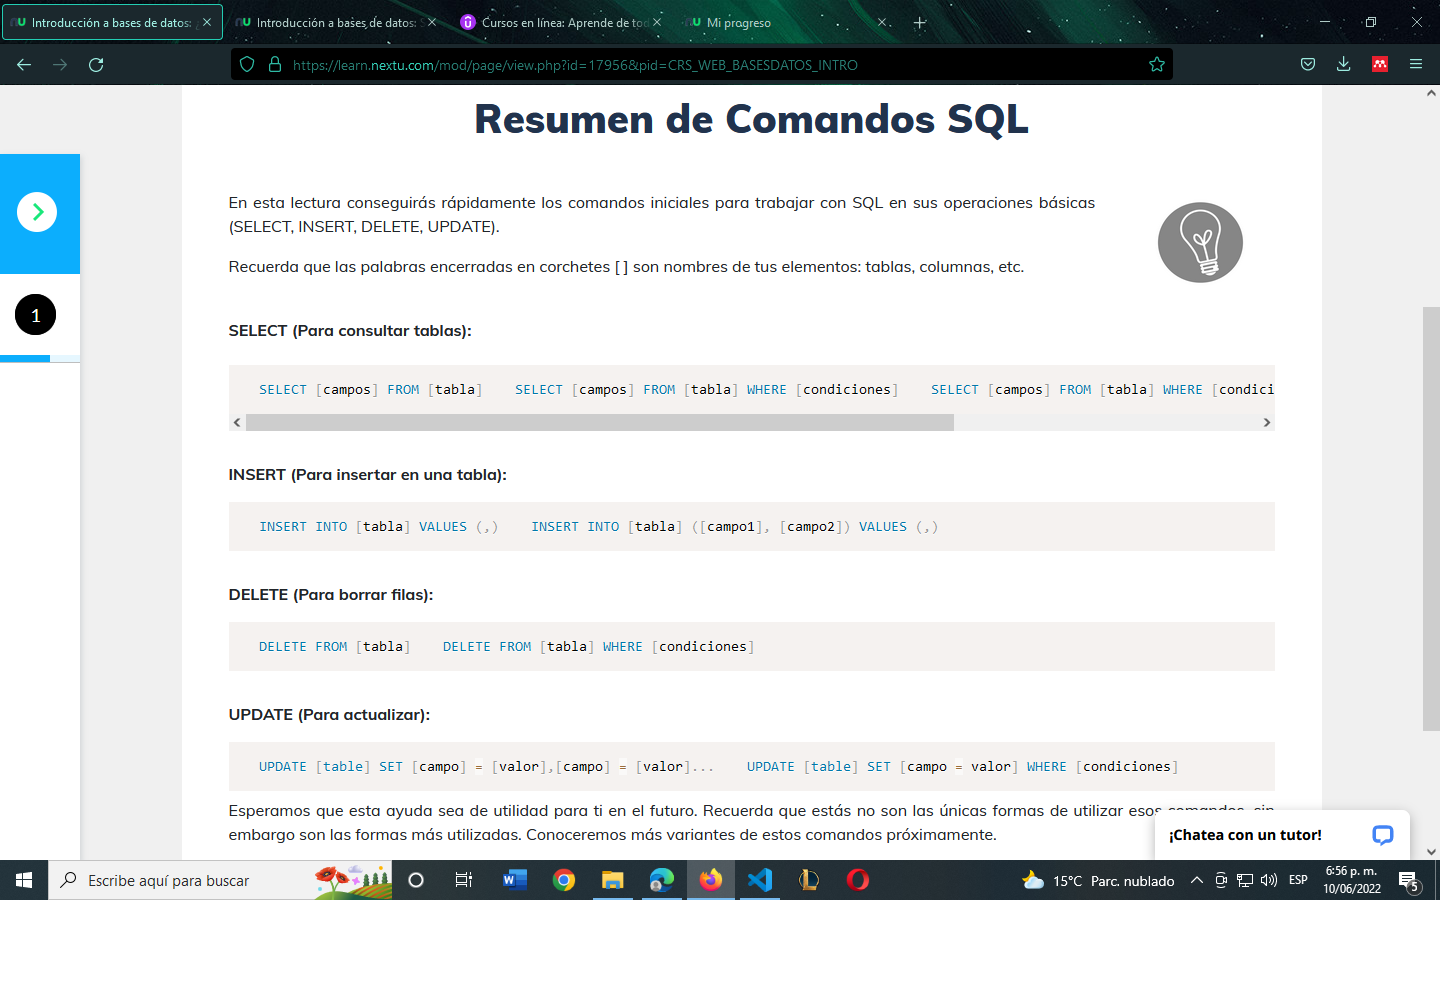 Introducción a bases de datos:
Introducción a bases de datos:
Cursos en línea: Aprende de tod
Mi progreso
https://learn.nextu.com/mod/page/view.php?id=17956&pid=CRS_WEB_BASESDATOS_INTRO
Resumen de Comandos SQL
En esta lectura conseguirás rápidamente los comandos iniciales para trabajar con SQL en sus operaciones básicas
(SELECT, INSERT, DELETE, UPDATE).
Recuerda que las palabras encerradas en corchetes [ ] son nombres de tus elementos: tablas, columnas, etc.
1
SELECT (Para consultar tablas):
SELECT [campos] FROM [tabla]    SELECT [campos] FROM [tabla] WHERE [condiciones]    SELECT [campos] FROM [tabla] WHERE [condici
INSERT (Para insertar en una tabla):
INSERT INTO [tabla] VALUES (,)    INSERT INTO [tabla] ([campo1], [campo2]) VALUES (,)
DELETE (Para borrar filas):
DELETE FROM [tabla]    DELETE FROM [tabla] WHERE [condiciones]
UPDATE (Para actualizar):
UPDATE [table] SET [campo] = [valor],[campo] = [valor]...    UPDATE [table] SET [campo = valor] WHERE [condiciones]
Esperamos que esta ayuda sea de utilidad para ti en el futuro. Recuerda que estás no son las únicas formas de utilizar esos comandos, sin
embargo son las formas más utilizadas. Conoceremos más variantes de estos comandos próximamente.
¡Chatea con un tutor!
Escribe aquí para buscar
15°C Parc. nublado
ESP
6:56 p. m.
10/06/2022
5